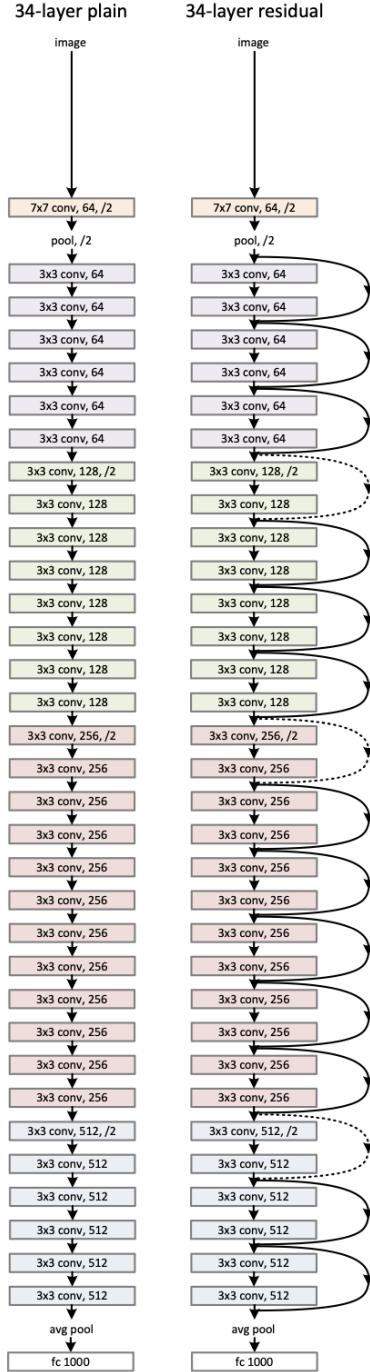 34-layer plain
image
7x7 conv, 64, /2
pool, /2
3x3 conv, 64
3x3 conv, 64
3x3 conv, 64
3x3 conv, 64
3x3 conv, 64
3x3 conv, 64
3x3 conv, 128, /2
3x3 conv, 128
3x3 conv, 128
3x3 conv, 128
3x3 conv, 128
3x3 conv, 128
3x3 conv, 128
3x3 conv, 128
3x3 conv, 256, /2
3x3 conv, 256
3x3 conv, 256
3x3 conv, 256
3x3 conv, 256
3x3 conv, 256
3x3 conv, 256
3x3 conv, 256
3x3 conv, 256
3x3 conv, 256
3x3 conv, 256
3x3 conv, 256
3x3 conv, 512, /2
3x3 conv, 512
3x3 conv, 512
3x3 conv, 512
3x3 conv, 512
3x3 conv, 512
avg pool
fc 1000
34-layer residual
image
7x7 conv, 64, /2
pool, /2
3x3 conv, 64
3x3 conv, 64
3x3 conv, 64
3x3 conv, 64
3x3 conv, 64
3x3 conv, 64
3x3 conv, 128, /2
3x3 conv, 128
3x3 conv, 128
3x3 conv, 128
3x3 conv, 128
3x3 conv, 128
3x3 conv, 128
3x3 conv, 128
3x3 conv, 256, /2
3x3 conv, 256
3x3 conv, 256
3x3 conv, 256
3x3 conv, 256
3x3 conv, 256
3x3 conv, 256
3x3 conv, 256
3x3 conv, 256
3x3 conv, 256
3x3 conv, 256
3x3 conv, 256
3x3 conv, 512, /2
3x3 conv, 512
3x3 conv, 512
3x3 conv, 512
3x3 conv, 512
3x3 conv, 512
avg pool
fc 1000